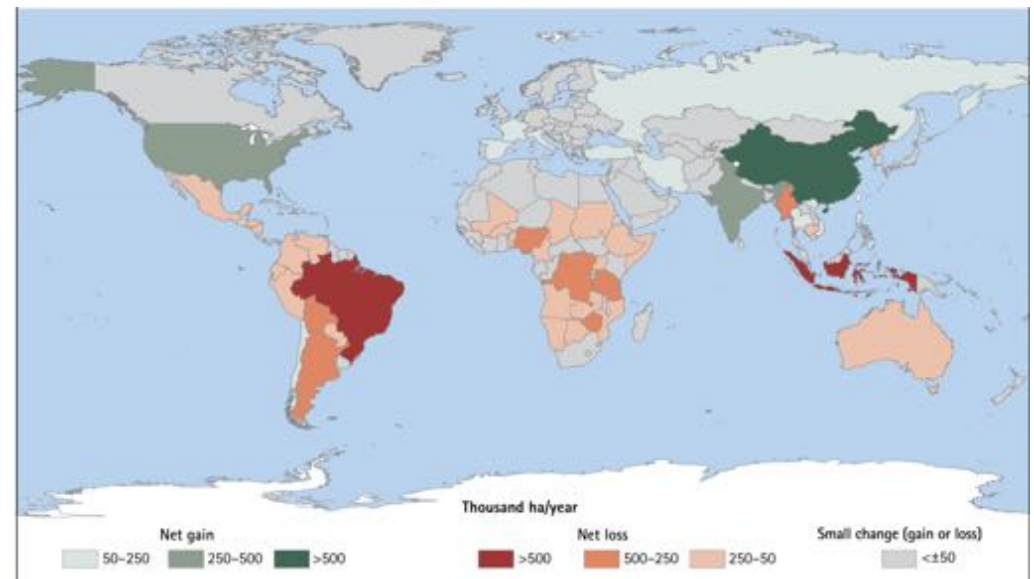 Thousand ha/year
Net gain
50–250
250–500
>500
Net loss
>500
500–250
250–50
Small change (gain or loss)
<±50